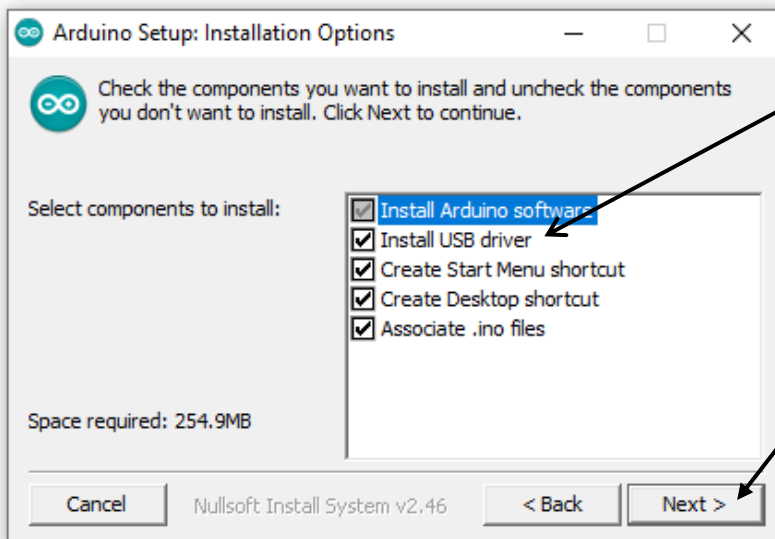 Arduino Setup: Installation Options
Check the components you want to install and uncheck the components
you don't want to install. Click Next to continue.
Select components to install:
Install Arduino software
Install USB driver
Create Start Menu shortcut
Create Desktop shortcut
Associate .ino files
Space required: 254.9MB
Cancel
Nullsoft Install System v2.46
< Back
Next >